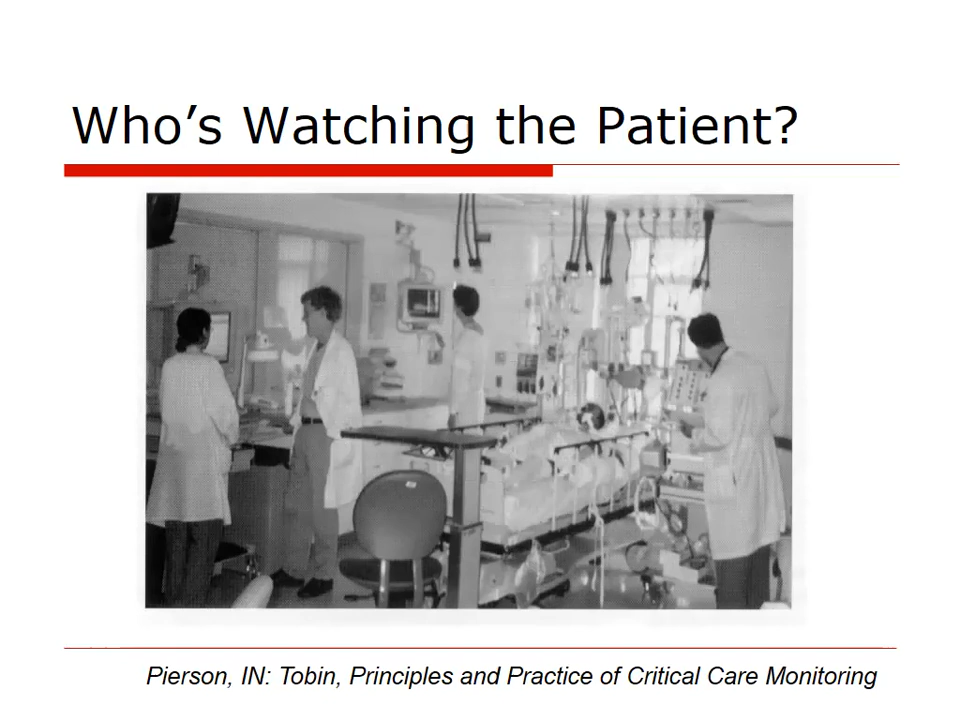 Who’s Watching the Patient?
Pierson, IN: Tobin, Principles and Practice of Critical Care Monitoring